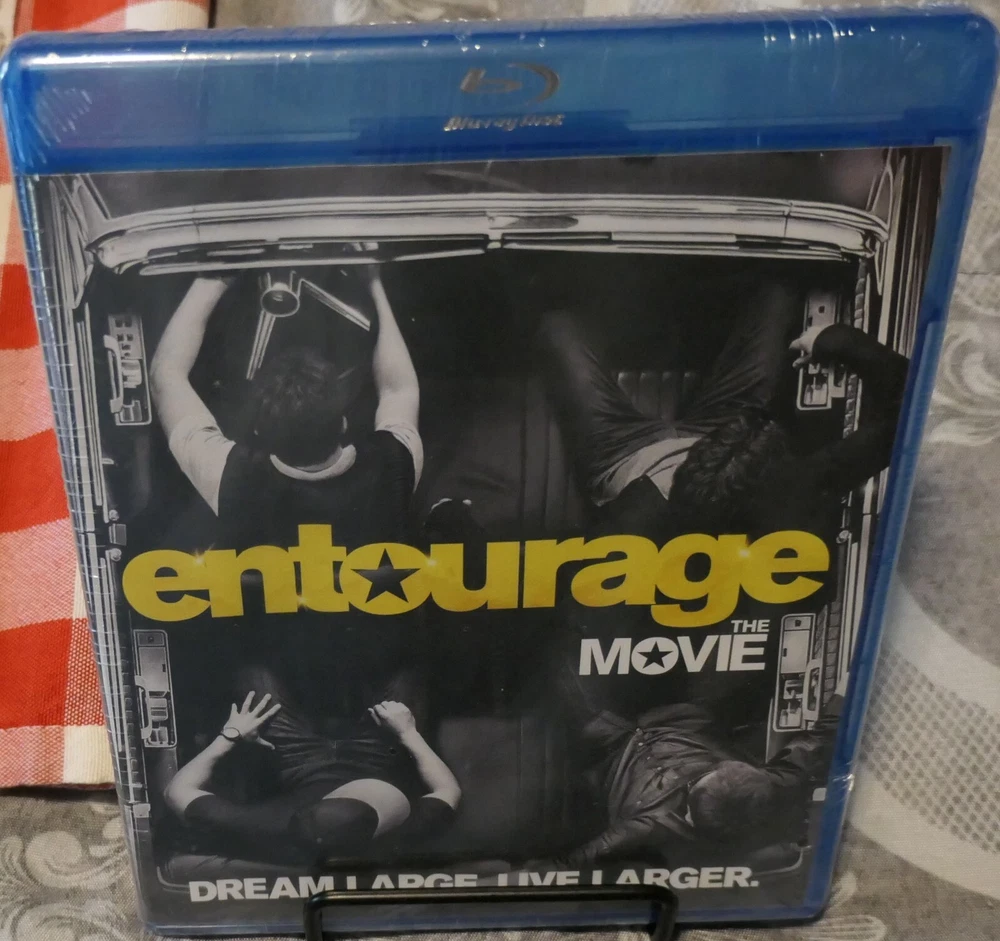 Blu-ray Disc
entourage
THE
MOVIE
DREAM LARGE. LIVE LARGER.